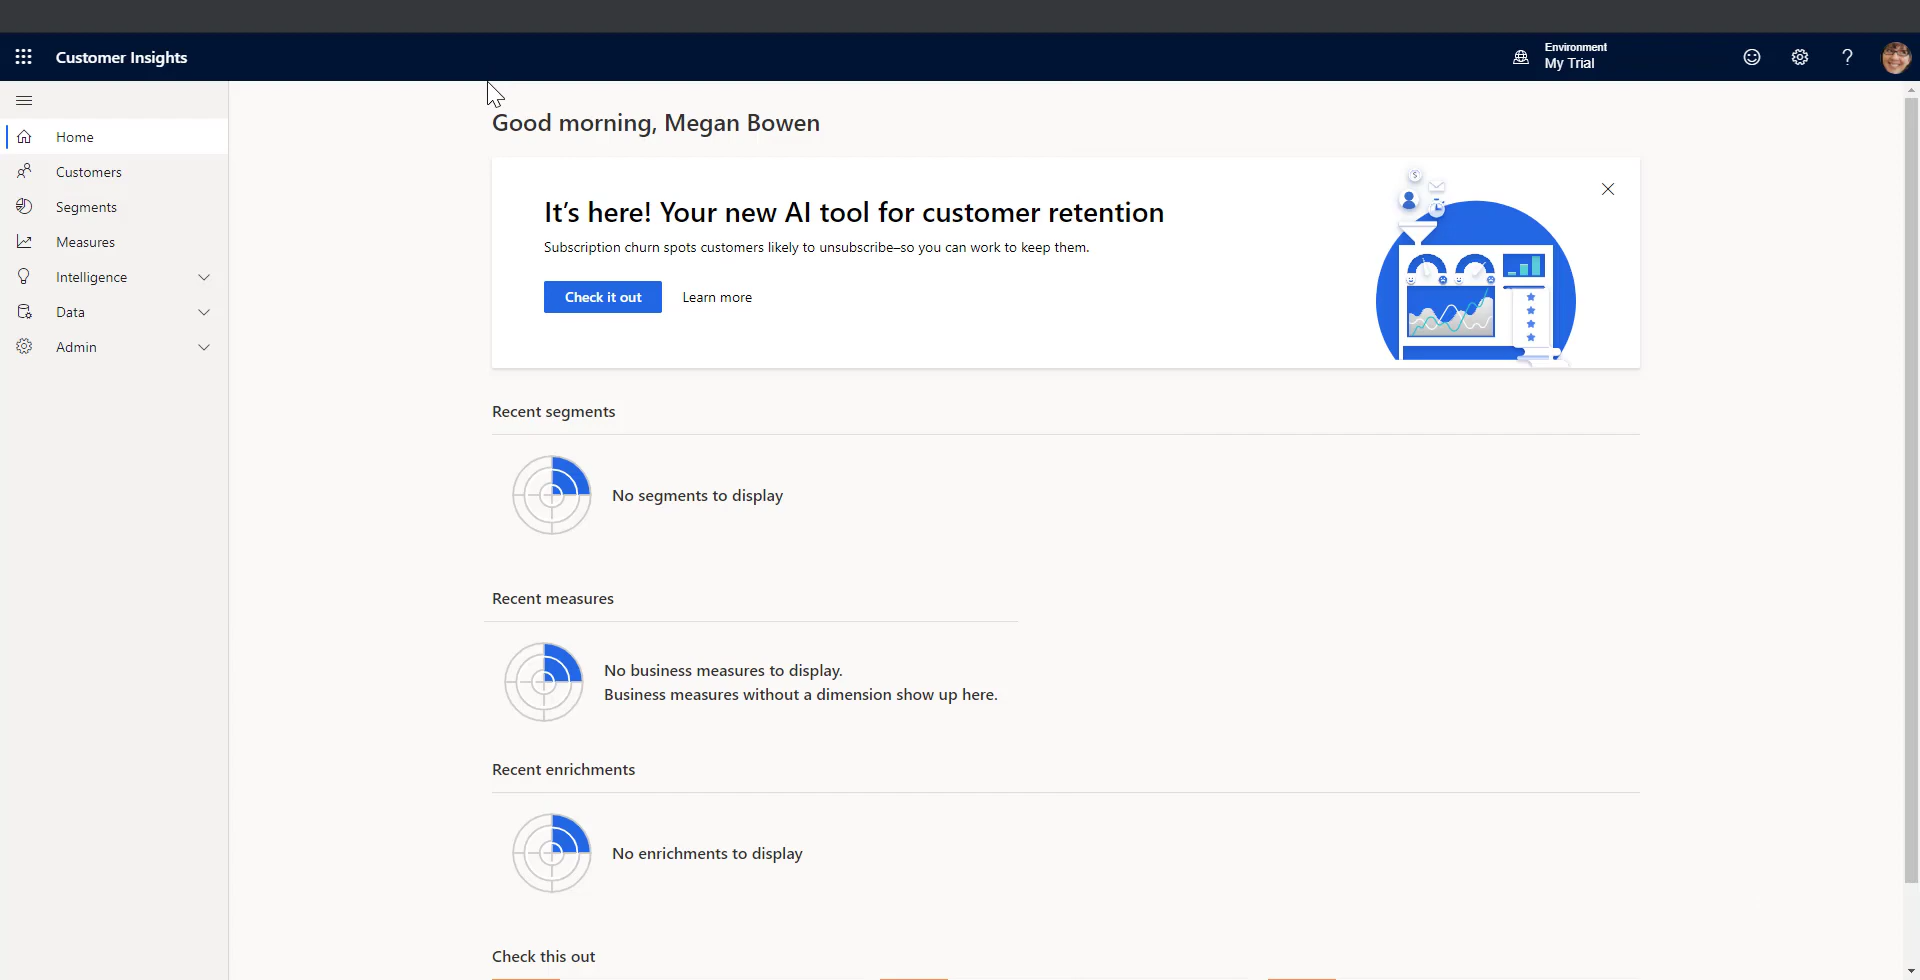 Customer Insights
Environment
My Trial
Home
Customers
Segments
Measures
Intelligence
Data
Admin
Good morning, Megan Bowen
It’s here! Your new AI tool for customer retention
Subscription churn spots customers likely to unsubscribe–so you can work to keep them.
Check it out
Learn more
Recent segments
No segments to display
Recent measures
No business measures to display.
Business measures without a dimension show up here.
Recent enrichments
No enrichments to display
Check this out